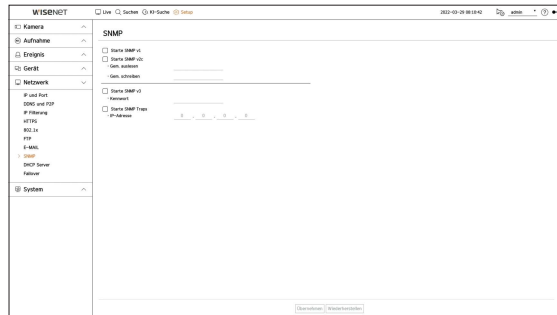 WISENET
Live Suchen KI-Suche Setup
2022-03-29 08:10:42 admin
Kamera
Aufnahme
Ereignis
Gerät
Netzwerk
IP und Port
DDNS und P2P
IP Filterung
HTTPS
802.1x
FTP
E-MAIL
SNMP
DHCP Server
Failover
System
SNMP
Starte SNMP v1
Starte SNMP v2c
- Gem. auslesen
- Gem. schreiben
Starte SNMP v3
- Kennwort
Starte SNMP Traps
- IP-Adresse 0 . 0 . 0 . 0
Übernehmen Wiederherstellen